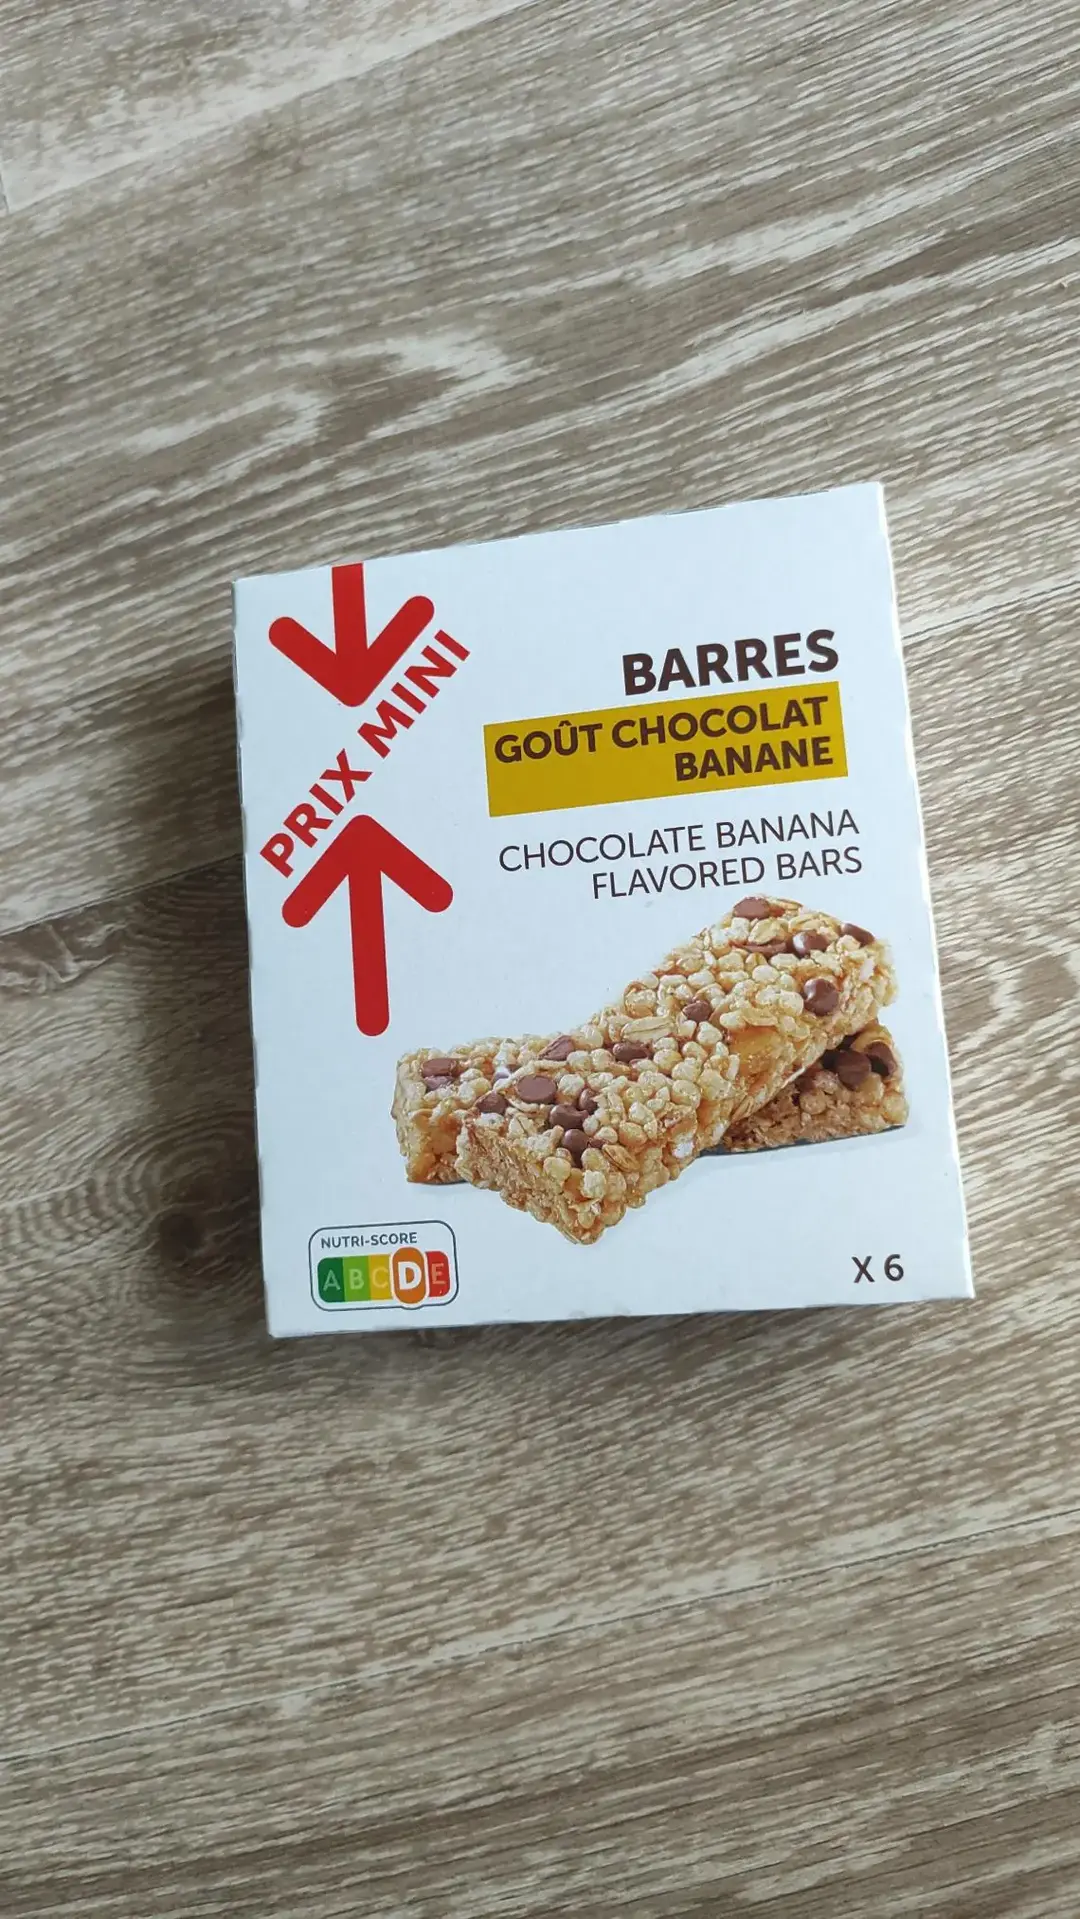 PRIX MINI
BARRES
GOÛT CHOCOLAT
BANANE
CHOCOLATE BANANA
FLAVORED BARS
NUTRI-SCORE
A B C D E
X 6